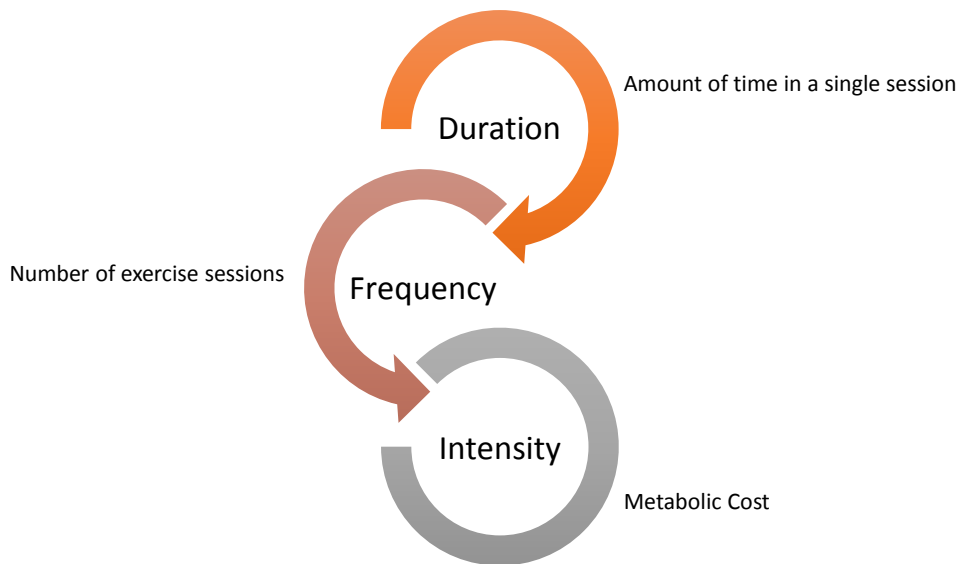 Amount of time in a single session
Duration
Number of exercise sessions
Frequency
Intensity
Metabolic Cost